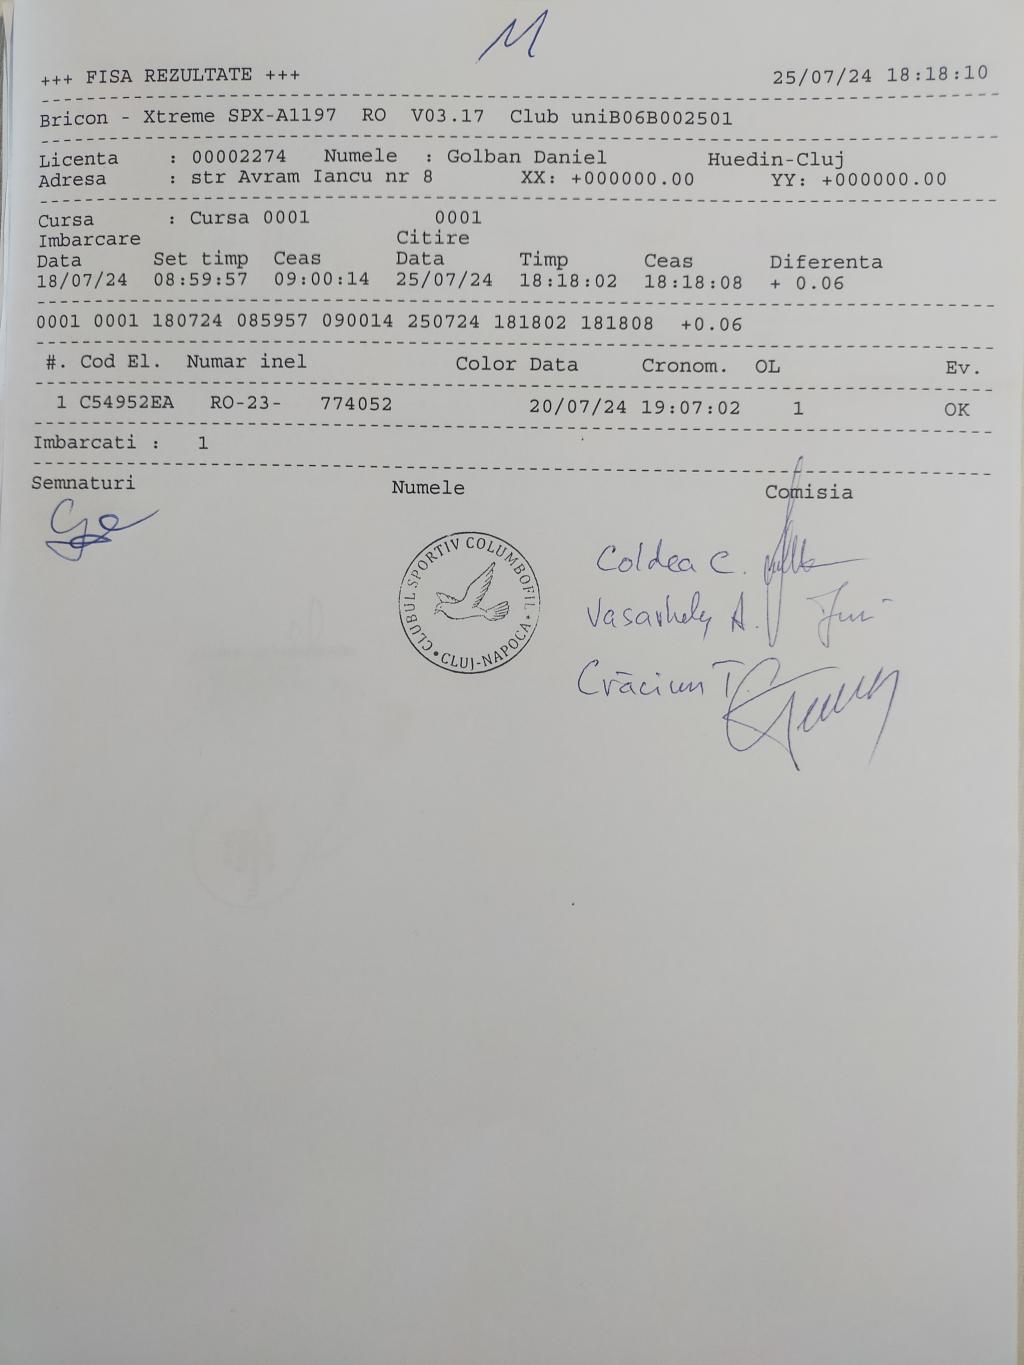 M
+++ FISA REZULTATE +++ 25/07/24 18:18:10
Bricon - Xtreme SPX-A1197 RO V03.17 Club uniB06B002501
Licenta : 00002274 Numele : Golban Daniel Huedin-Cluj
Adresa : str Avram Iancu nr 8 XX: +000000.00 YY: +000000.00
Cursa : Cursa 0001 0001
Imbarcare Citire
Data Set timp Ceas Data Timp Ceas Diferenta
18/07/24 08:59:57 09:00:14 25/07/24 18:18:02 18:18:08 + 0.06
0001 0001 180724 085957 090014 250724 181802 181808 +0.06
#. Cod El. Numar inel Color Data Cronom. OL Ev.
1 C54952EA RO-23- 774052 20/07/24 19:07:02 1 OK
Imbarcati : 1
Semnaturi Numele Comisia
CLUBUL SPORTIV COLUMBOFIL
• CLUJ-NAPOCA •
Coldea C.
Vasarhely A.
Crăciun T.